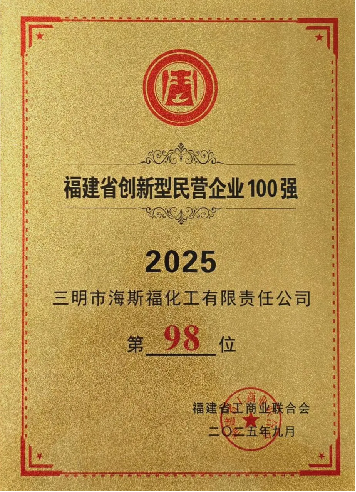 福建省创新型民营企业100强
2025
三明市海斯福化工有限责任公司
第 98 位
福建省工商业联合会
二〇二五年九月